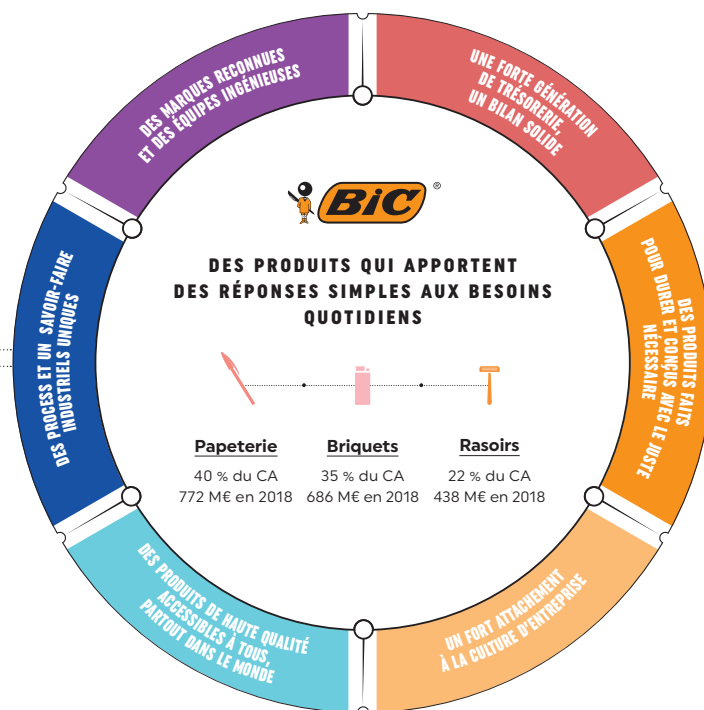 DES MARQUES RECONNUES
ET DES ÉQUIPES INGÉNIEUSES
UNE FORTE GÉNÉRATION
DE TRÉSORERIE,
UN BILAN SOLIDE
DES PRODUITS FAITS
POUR DURER ET CONÇUS AVEC LE JUSTE
NÉCESSAIRE
UN FORT ATTACHEMENT
À LA CULTURE D'ENTREPRISE
DES PRODUITS DE HAUTE QUALITÉ
ACCESSIBLES À TOUS,
PARTOUT DANS LE MONDE
DES PROCESS ET UN SAVOIR-FAIRE
INDUSTRIELS UNIQUES
BiC ®
DES PRODUITS QUI APPORTENT
DES RÉPONSES SIMPLES AUX BESOINS
QUOTIDIENS
Papeterie Briquets Rasoirs
40 % du CA 35 % du CA 22 % du CA
772 M€ en 2018 686 M€ en 2018 438 M€ en 2018